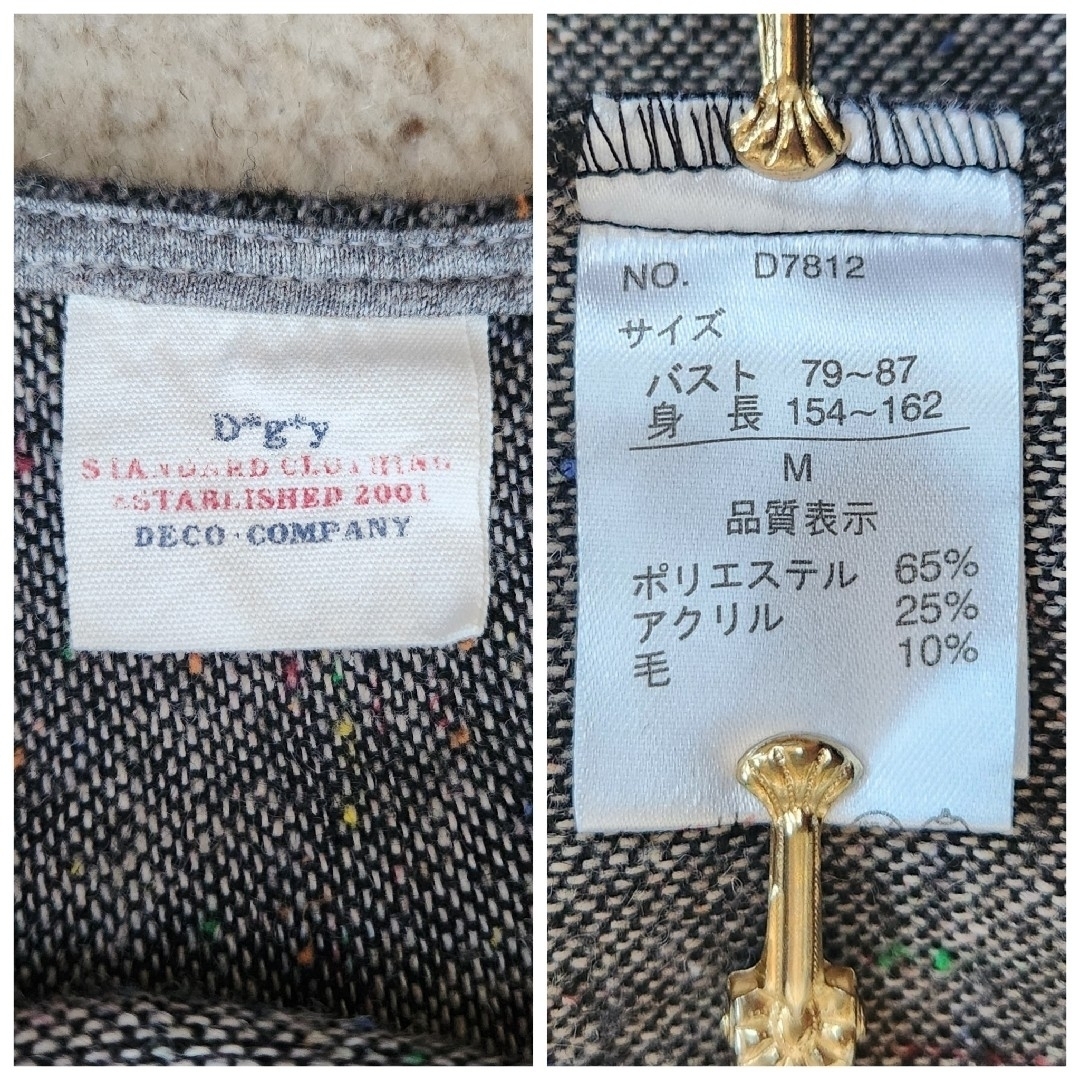 D*g*y
STANDARD CLOTHING
ESTABLISHED 2001
DECO·COMPANY
NO. D7812
サイズ
バスト 79~87
身長 154~162
M
品質表示
ポリエステル 65%
アクリル 25%
毛 10%